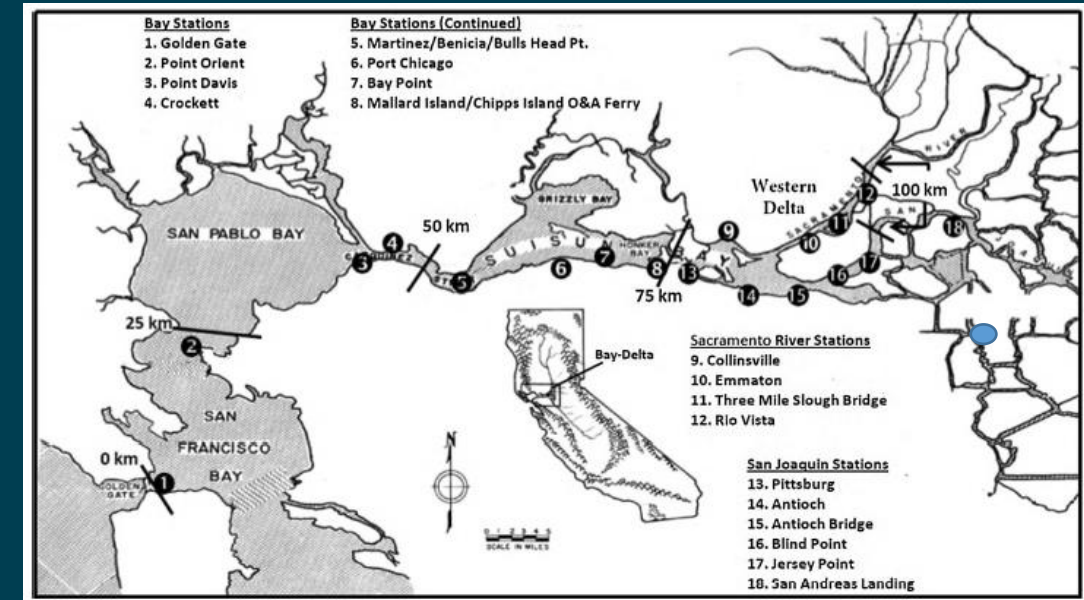 Bay Stations
1. Golden Gate
2. Point Orient
3. Point Davis
4. Crockett
Bay Stations (Continued)
5. Martinez/Benicia/Bulls Head Pt.
6. Port Chicago
7. Bay Point
8. Mallard Island/Chipps Island O&A Ferry
SAN PABLO BAY
50 km
GRIZZLY BAY
SUISUN BAY
HONKER
BAY
Western
Delta
SACRAMENTO
RIVER
100 km
SAN
75 km
25 km
0 km
GOLDEN
GATE
SAN
FRANCISCO
BAY
1
2
3
4
5
6
7
8
9
10
11
12
13
14
15
16
17
18
Bay-Delta
N
0 1 2 3 4 5
SCALE IN MILES
Sacramento River Stations
9. Collinsville
10. Emmaton
11. Three Mile Slough Bridge
12. Rio Vista
San Joaquin Stations
13. Pittsburg
14. Antioch
15. Antioch Bridge
16. Blind Point
17. Jersey Point
18. San Andreas Landing